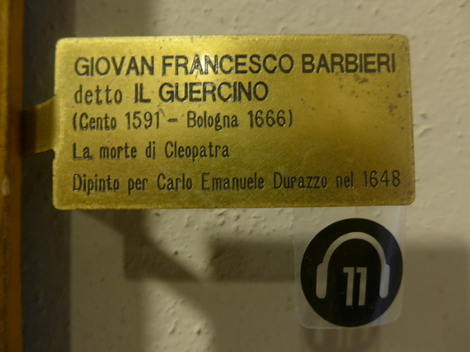 GIOVAN FRANCESCO BARBIERI
detto IL GUERCINO
(Cento 1591 - Bologna 1666)
La morte di Cleopatra
Dipinto per Carlo Emanuele Durazzo nel 1648
11